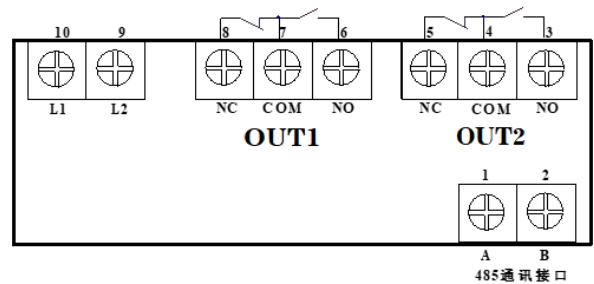 10 9 8 7 6 5 4 3
L1 L2 NC COM NO NC COM NO
OUT1 OUT2
1 2
A B
485通讯接口